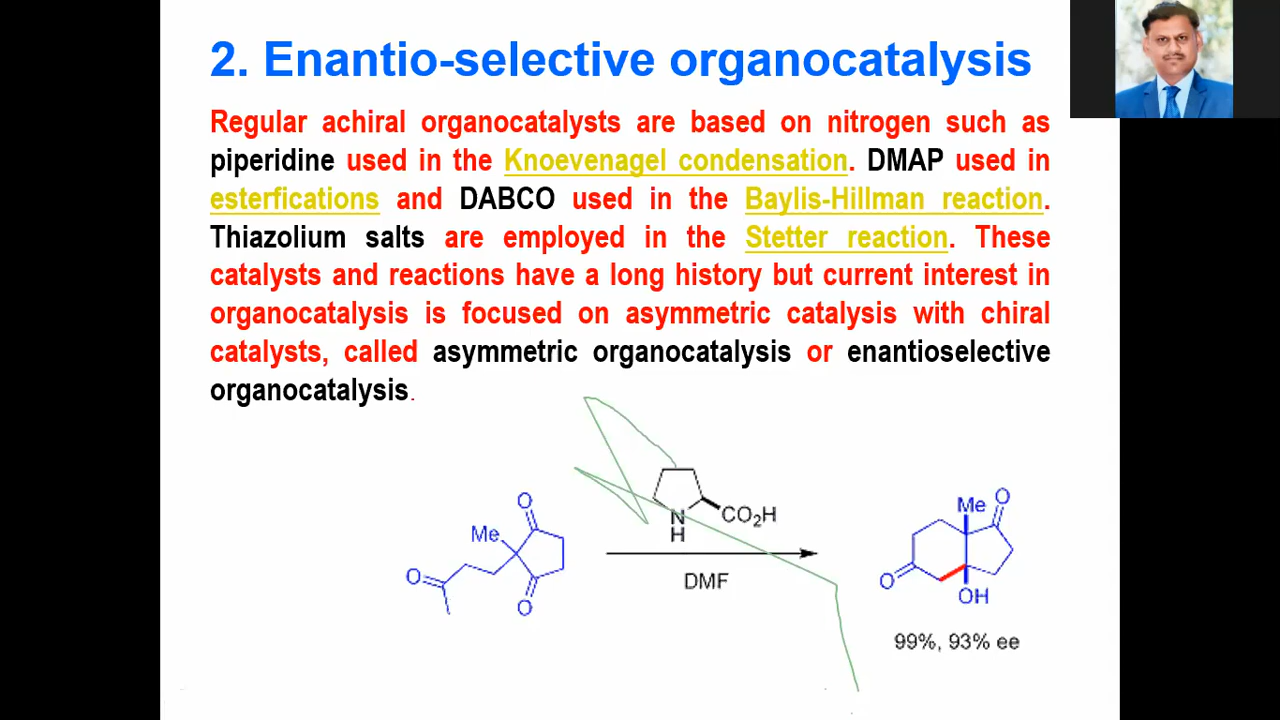 2. Enantio-selective organocatalysis
Regular achiral organocatalysts are based on nitrogen such as
piperidine used in the Knoevenagel condensation. DMAP used in
esterfications and DABCO used in the Baylis-Hillman reaction.
Thiazolium salts are employed in the Stetter reaction. These
catalysts and reactions have a long history but current interest in
organocatalysis is focused on asymmetric catalysis with chiral
catalysts, called asymmetric organocatalysis or enantioselective
organocatalysis.
O
Me
O
O
N
H
CO2H
DMF
Me
O
O
OH
99%, 93% ee